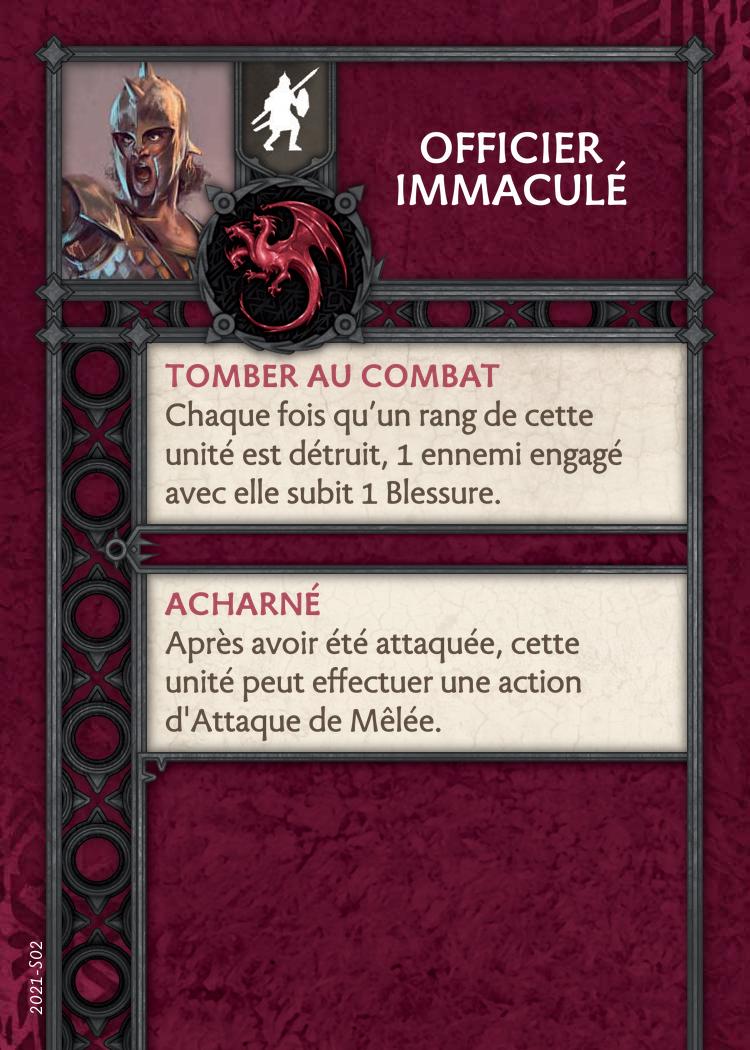 OFFICIER
IMMACULÉ
TOMBER AU COMBAT
Chaque fois qu’un rang de cette
unité est détruit, 1 ennemi engagé
avec elle subit 1 Blessure.
ACHARNÉ
Après avoir été attaquée, cette
unité peut effectuer une action
d'Attaque de Mêlée.
2021-S02